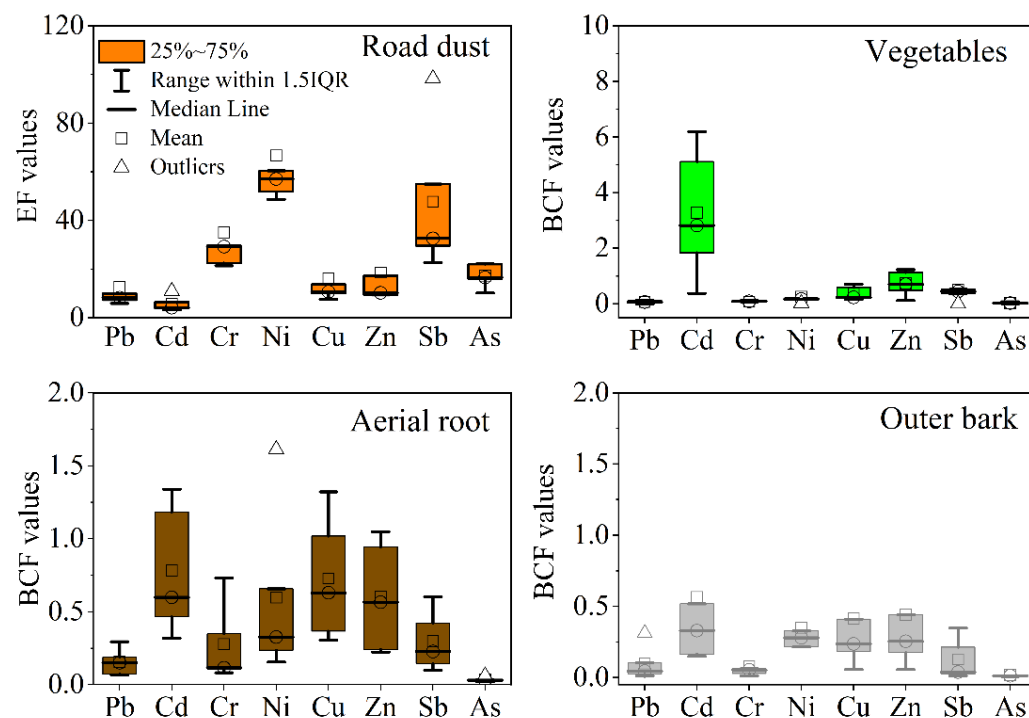 Road dust
25%~75%
Range within 1.5IQR
Median Line
Mean
Outliers
EF values
120
80
40
0
Pb Cd Cr Ni Cu Zn Sb As
Vegetables
BCF values
10
8
6
4
2
0
Pb Cd Cr Ni Cu Zn Sb As
Aerial root
BCF values
2.0
1.5
1.0
0.5
0.0
Pb Cd Cr Ni Cu Zn Sb As
Outer bark
BCF values
2.0
1.5
1.0
0.5
0.0
Pb Cd Cr Ni Cu Zn Sb As